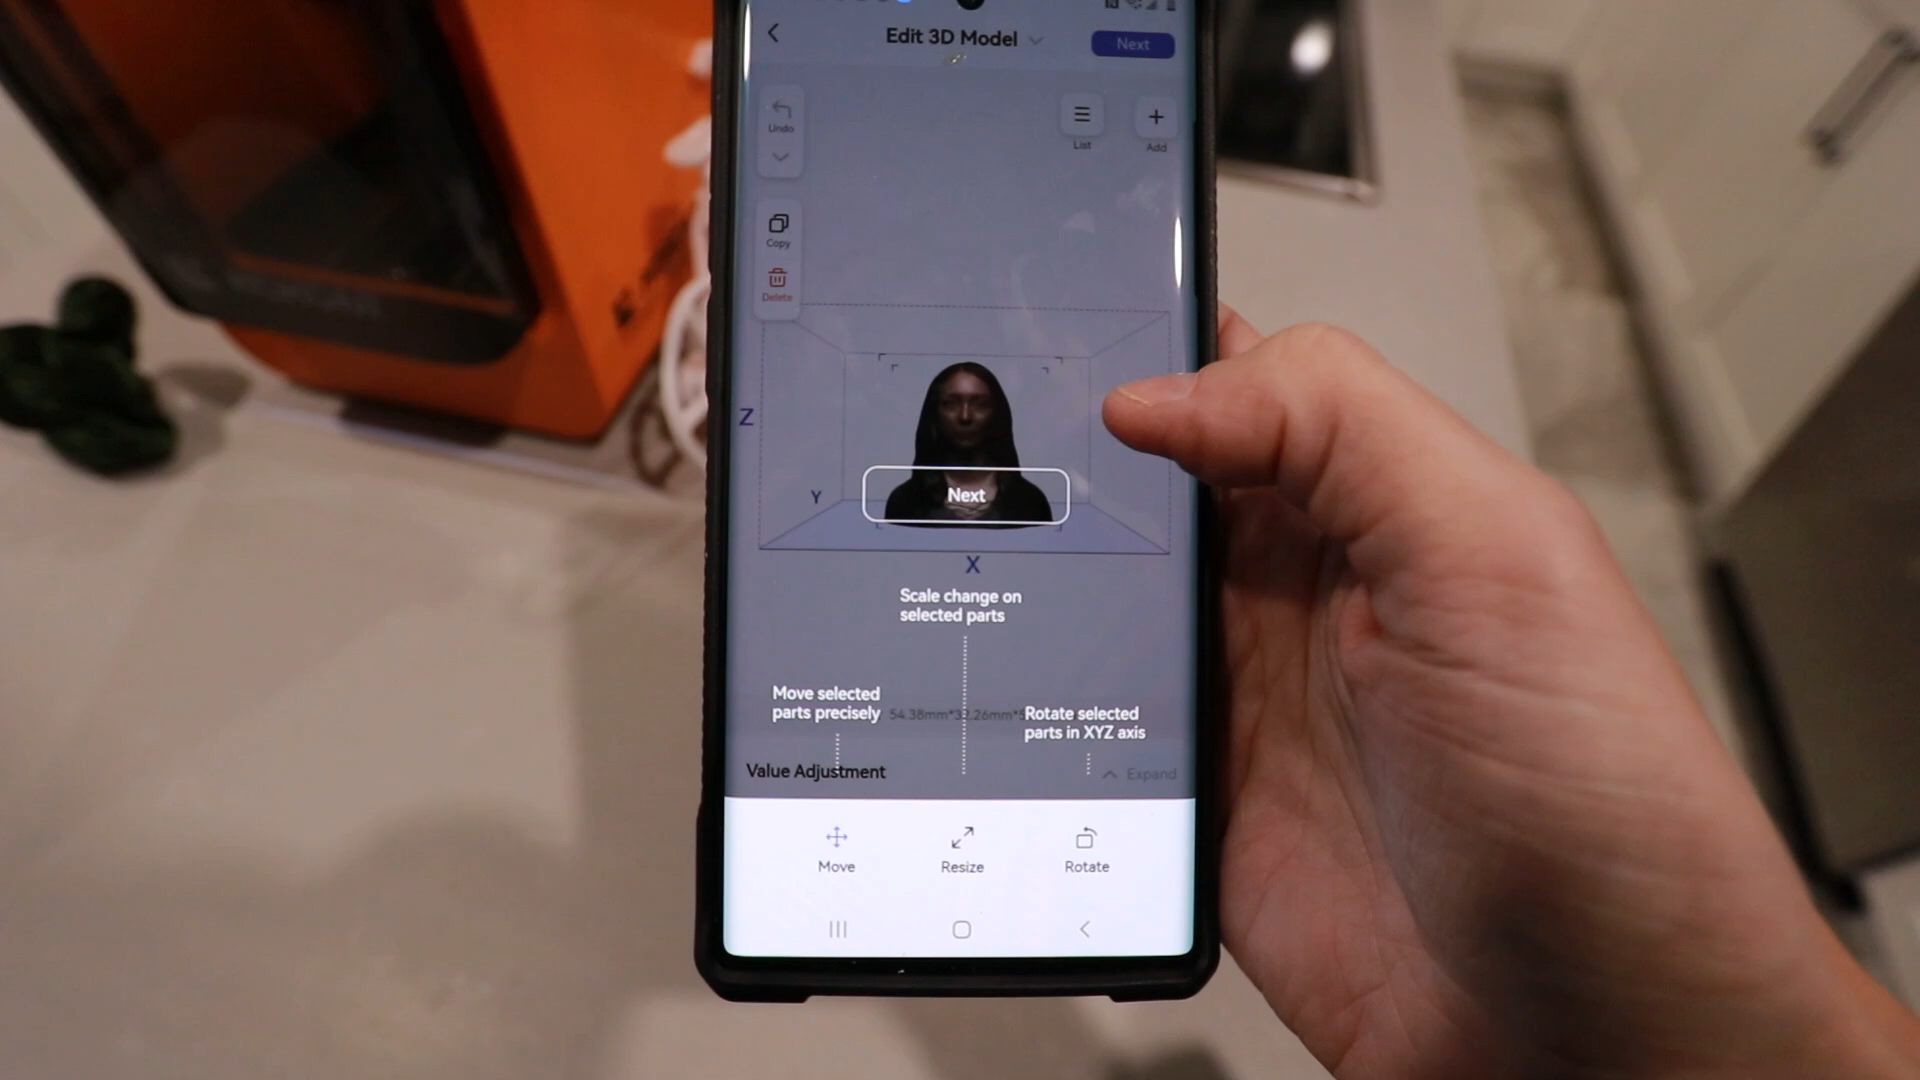 Edit 3D Model
Next
Undo
List
Add
Copy
Delete
Z
Y
Next
X
Scale change on
selected parts
Move selected
parts precisely
Rotate selected
parts in XYZ axis
Value Adjustment
Expand
Move
Resize
Rotate